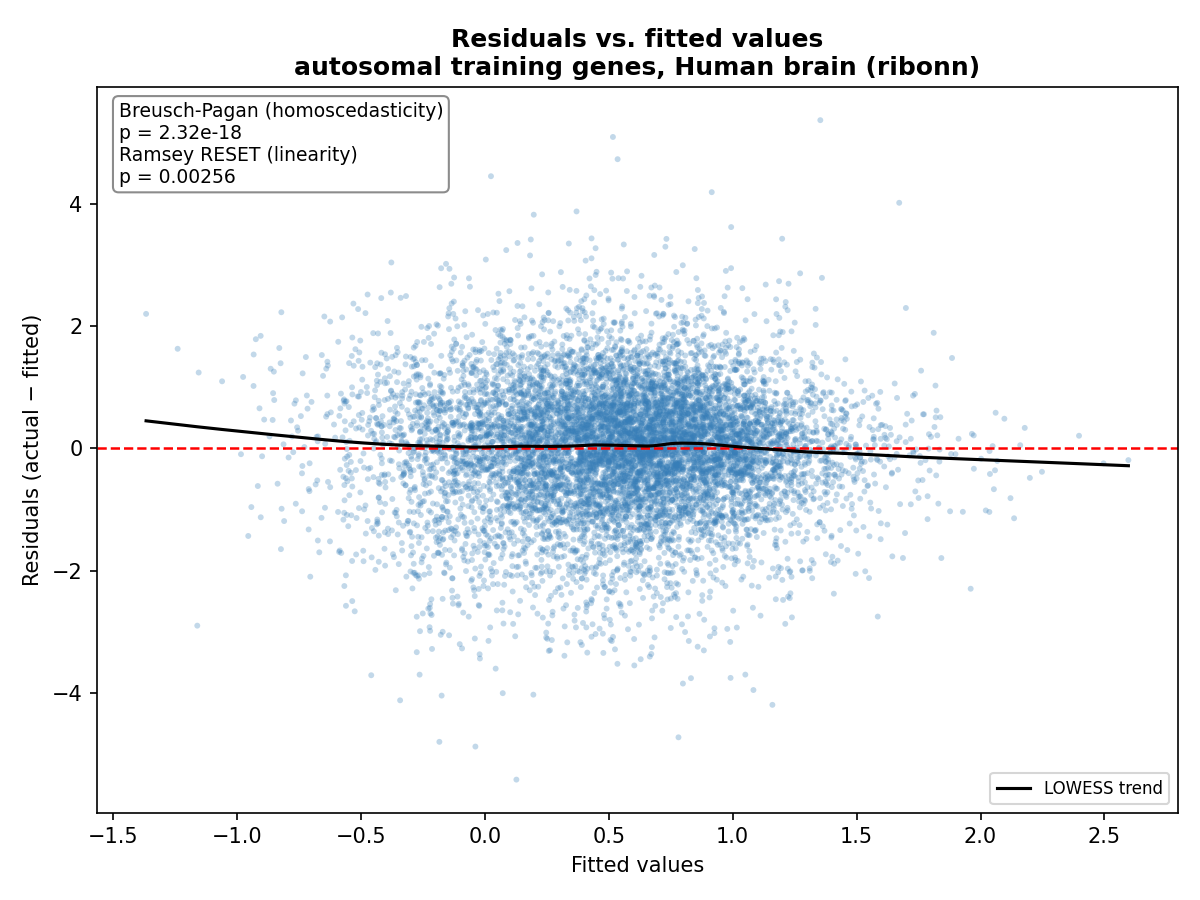 Residuals vs. fitted values
autosomal training genes, Human brain (ribonn)
Breusch-Pagan (homoscedasticity)
p = 2.32e-18
Ramsey RESET (linearity)
p = 0.00256
4
2
0
−2
−4
Residuals (actual − fitted)
LOWESS trend
−1.5 −1.0 −0.5 0.0 0.5 1.0 1.5 2.0 2.5
Fitted values